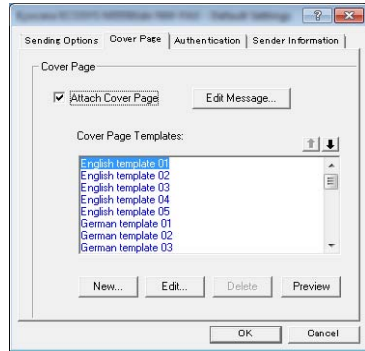 Default Settings
Sending Options Cover Page Authentication Sender Information
Cover Page
Attach Cover Page Edit Message...
Cover Page Templates:
English template 01
English template 02
English template 03
English template 04
English template 05
German template 01
German template 02
German template 03
New... Edit... Delete Preview
OK Cancel